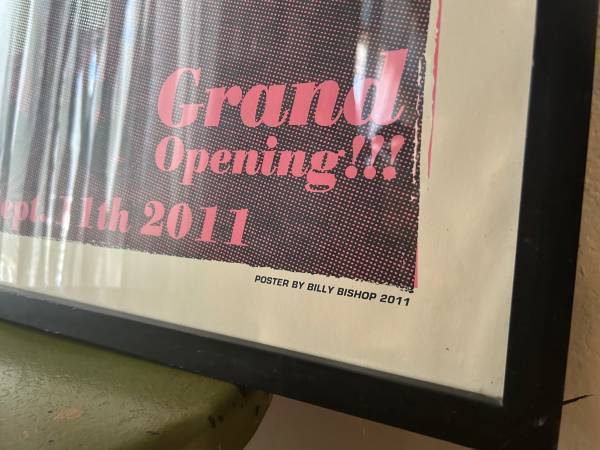 Grand
Opening!!!
ept. 11th 2011
POSTER BY BILLY BISHOP 2011